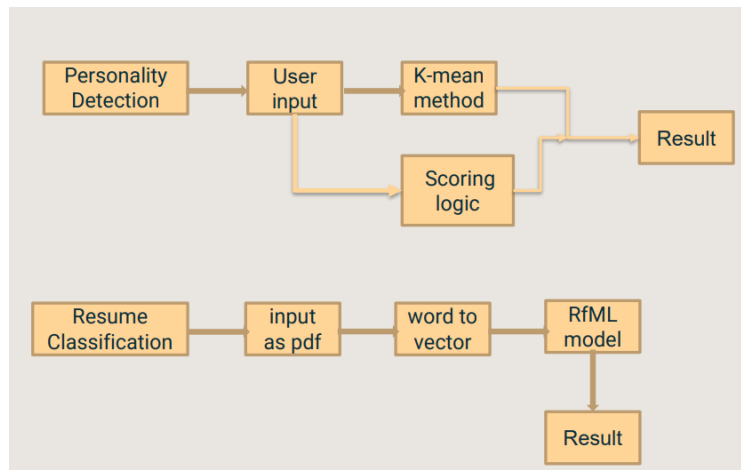 Personality
Detection
User
input
K-mean
method
Scoring
logic
Result
Resume
Classification
input
as pdf
word to
vector
RfML
model
Result